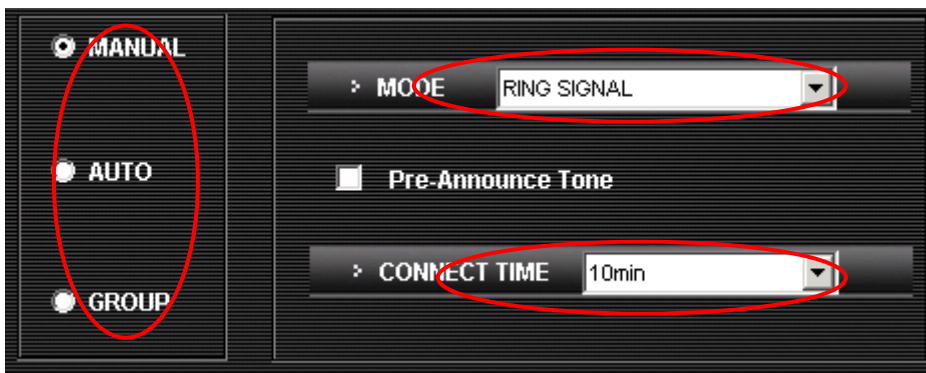 MANUAL
AUTO
GROUP
MODE RING SIGNAL
Pre-Announce Tone
CONNECT TIME 10min